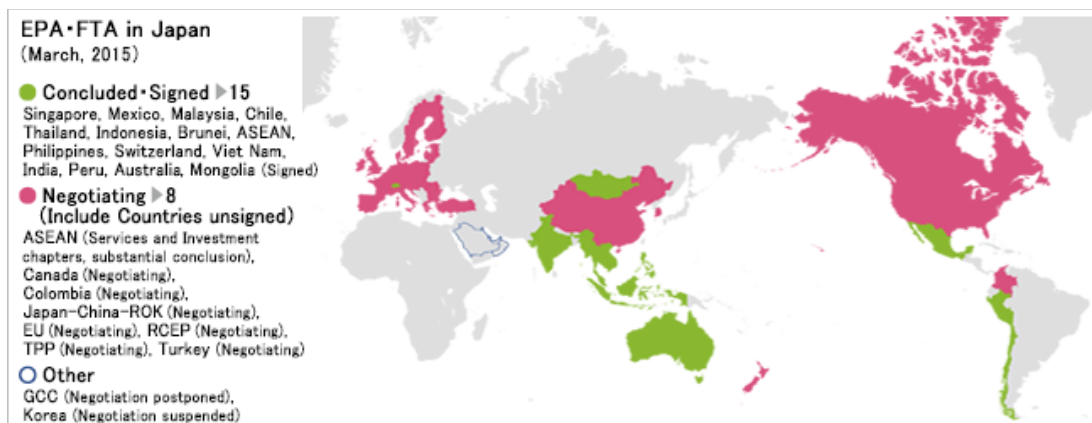 EPA・FTA in Japan
(March, 2015)
Concluded・Signed ▶15
Singapore, Mexico, Malaysia, Chile,
Thailand, Indonesia, Brunei, ASEAN,
Philippines, Switzerland, Viet Nam,
India, Peru, Australia, Mongolia (Signed)
Negotiating ▶8
(Include Countries unsigned)
ASEAN (Services and Investment
chapters, substantial conclusion),
Canada (Negotiating),
Colombia (Negotiating),
Japan-China-ROK (Negotiating),
EU (Negotiating), RCEP (Negotiating),
TPP (Negotiating), Turkey (Negotiating)
Other
GCC (Negotiation postponed),
Korea (Negotiation suspended)